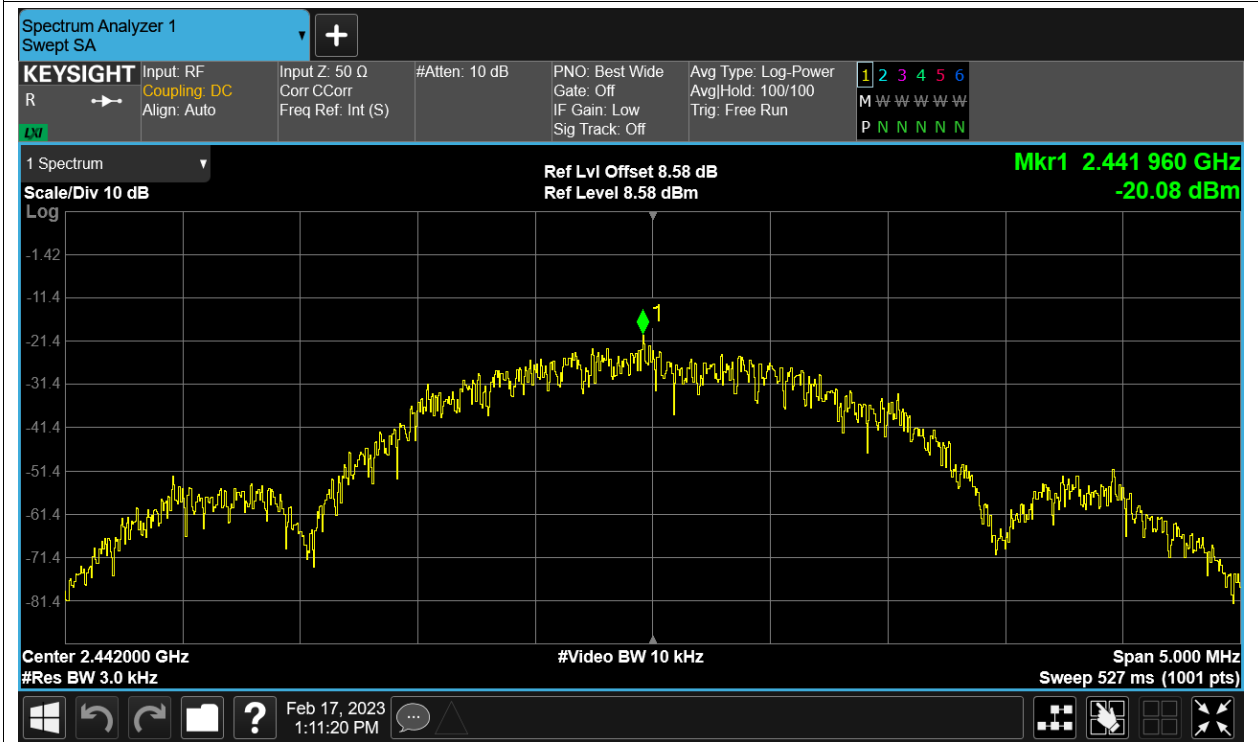 Spectrum Analyzer 1
Swept SA
+
KEYSIGHT Input: RF Input Z: 50 Ω #Atten: 10 dB PNO: Best Wide Avg Type: Log-Power 1 2 3 4 5 6
R Coupling: DC Corr CCorr Gate: Off Avg|Hold: 100/100 M W W W W W
Align: Auto Freq Ref: Int (S) IF Gain: Low Trig: Free Run
LXI Sig Track: Off P N N N N N
1 Spectrum Ref Lvl Offset 8.58 dB Mkr1 2.441 960 GHz
Scale/Div 10 dB Ref Level 8.58 dBm -20.08 dBm
Log
-1.42
-11.4
1
-21.4
-31.4
-41.4
-51.4
-61.4
-71.4
-81.4
Center 2.442000 GHz #Video BW 10 kHz Span 5.000 MHz
#Res BW 3.0 kHz Sweep 527 ms (1001 pts)
? Feb 17, 2023
1:11:20 PM